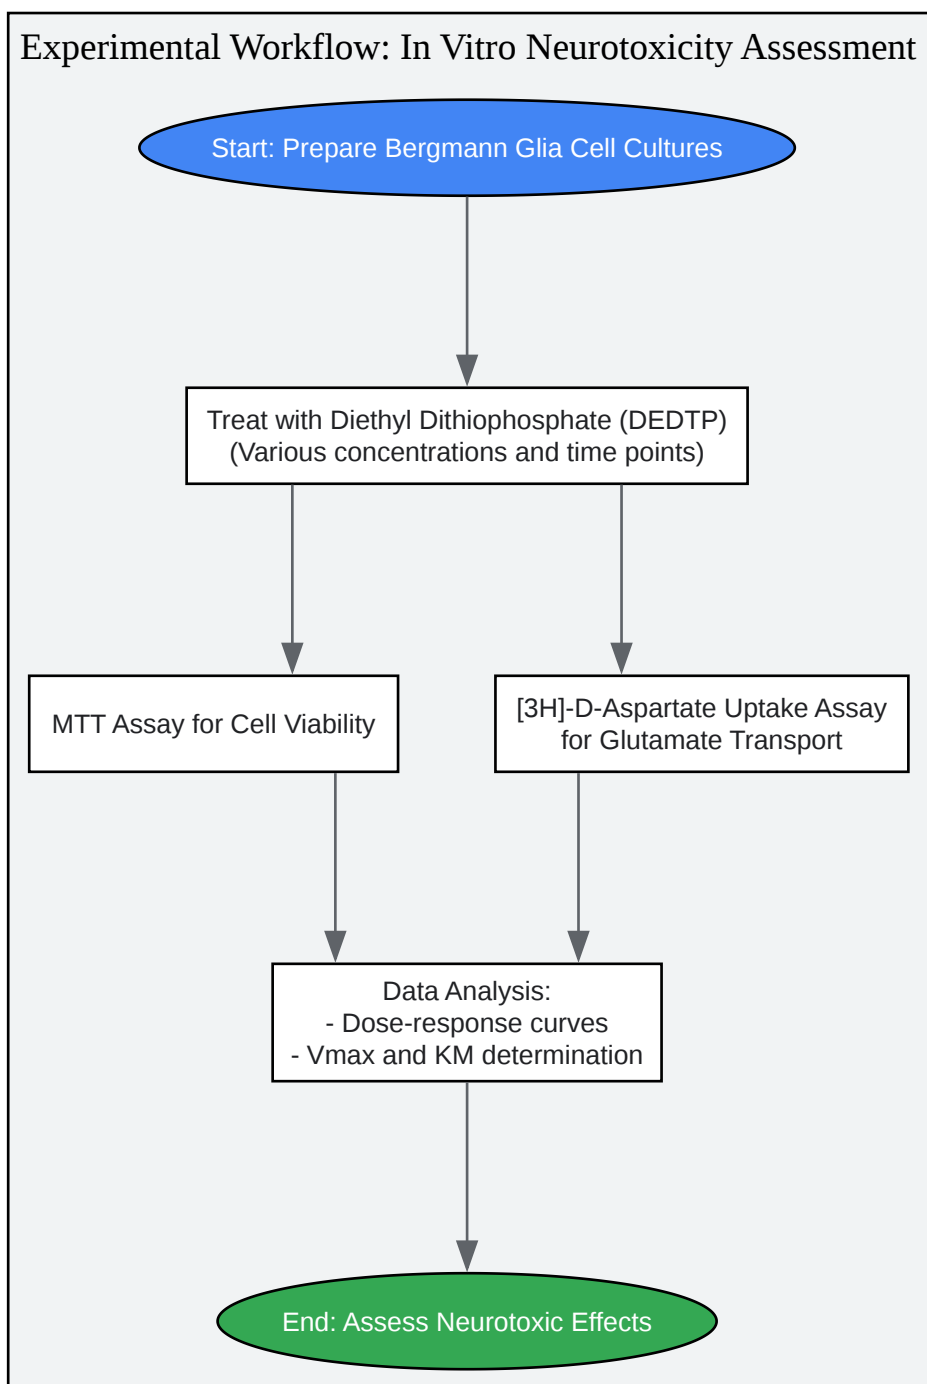 Experimental Workflow: In Vitro Neurotoxicity Assessment
Start: Prepare Bergmann Glia Cell Cultures
Treat with Diethyl Dithiophosphate (DEDTP)
(Various concentrations and time points)
MTT Assay for Cell Viability
[3H]-D-Aspartate Uptake Assay
for Glutamate Transport
Data Analysis:
- Dose-response curves
- Vmax and KM determination
End: Assess Neurotoxic Effects